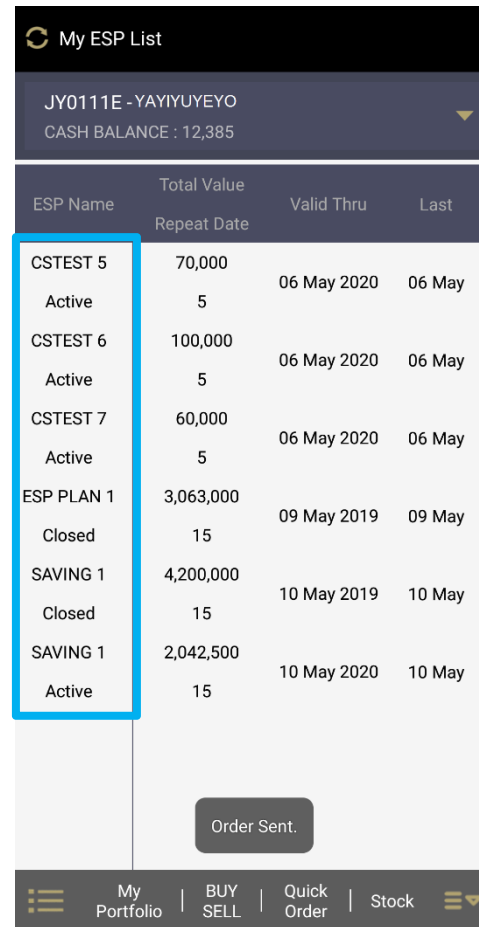 My ESP List
JY0111E - YAYIYUYEYO
CASH BALANCE : 12,385
ESP Name
Total Value
Repeat Date
Valid Thru
Last
CSTEST 5
70,000
06 May 2020
06 May
Active
5
CSTEST 6
100,000
06 May 2020
06 May
Active
5
CSTEST 7
60,000
06 May 2020
06 May
Active
5
ESP PLAN 1
3,063,000
09 May 2019
09 May
Closed
15
SAVING 1
4,200,000
10 May 2019
10 May
Closed
15
SAVING 1
2,042,500
10 May 2020
10 May
Active
15
Order Sent.
My
Portfolio
BUY
SELL
Quick
Order
Stock